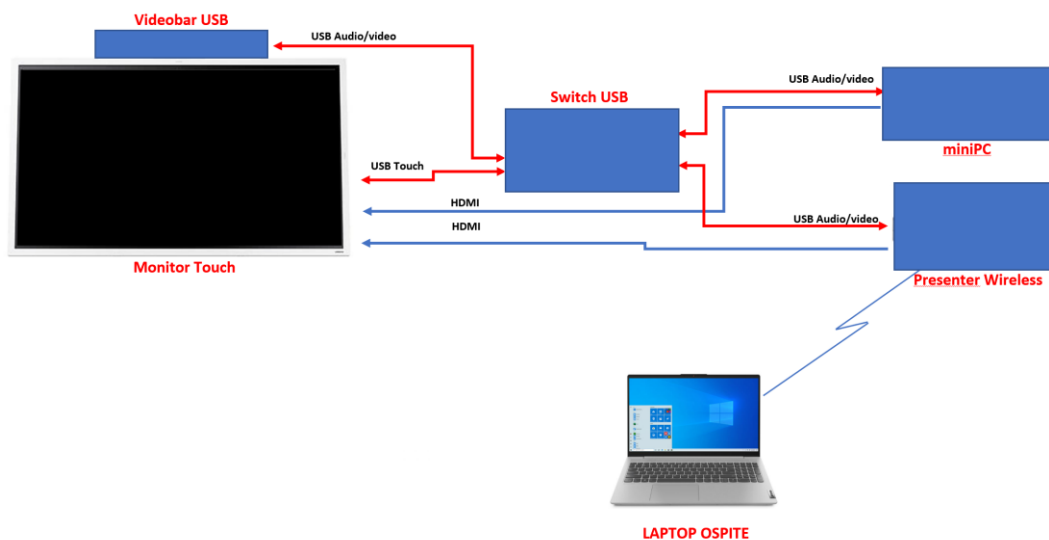 Videobar USB
USB Audio/video
Switch USB
USB Audio/video
miniPC
USB Touch
HDMI
HDMI
USB Audio/video
Monitor Touch
Presenter Wireless
LAPTOP OSPITE